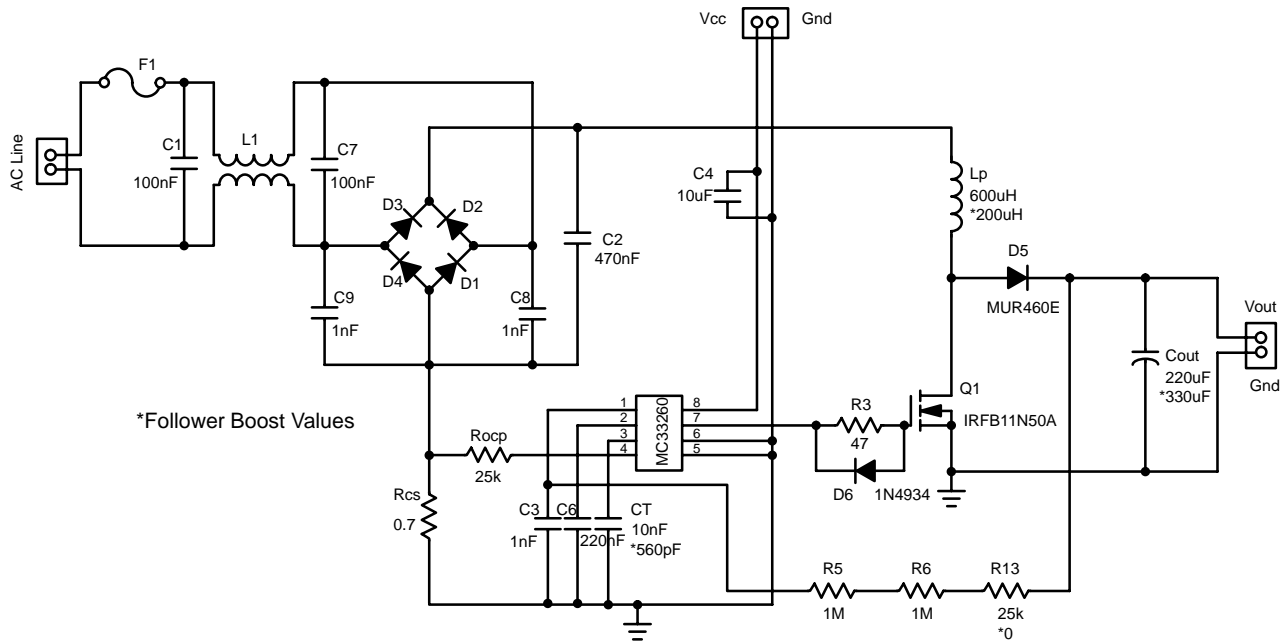 Vcc
Gnd
F1
AC Line
C1
100nF
L1
C7
100nF
C4
10uF
Lp
600uH
*200uH
D3
D2
D4
D1
C2
470nF
D5
MUR460E
C9
1nF
C8
1nF
Vout
Gnd
Cout
220uF
*330uF
Q1
IRFB11N50A
*Follower Boost Values
1
2
3
4
MC33260
8
7
6
5
R3
47
D6
1N4934
Rocp
25k
Rcs
0.7
C3
1nF
C6
220nF
CT
10nF
*560pF
R5
1M
R6
1M
R13
25k
*0